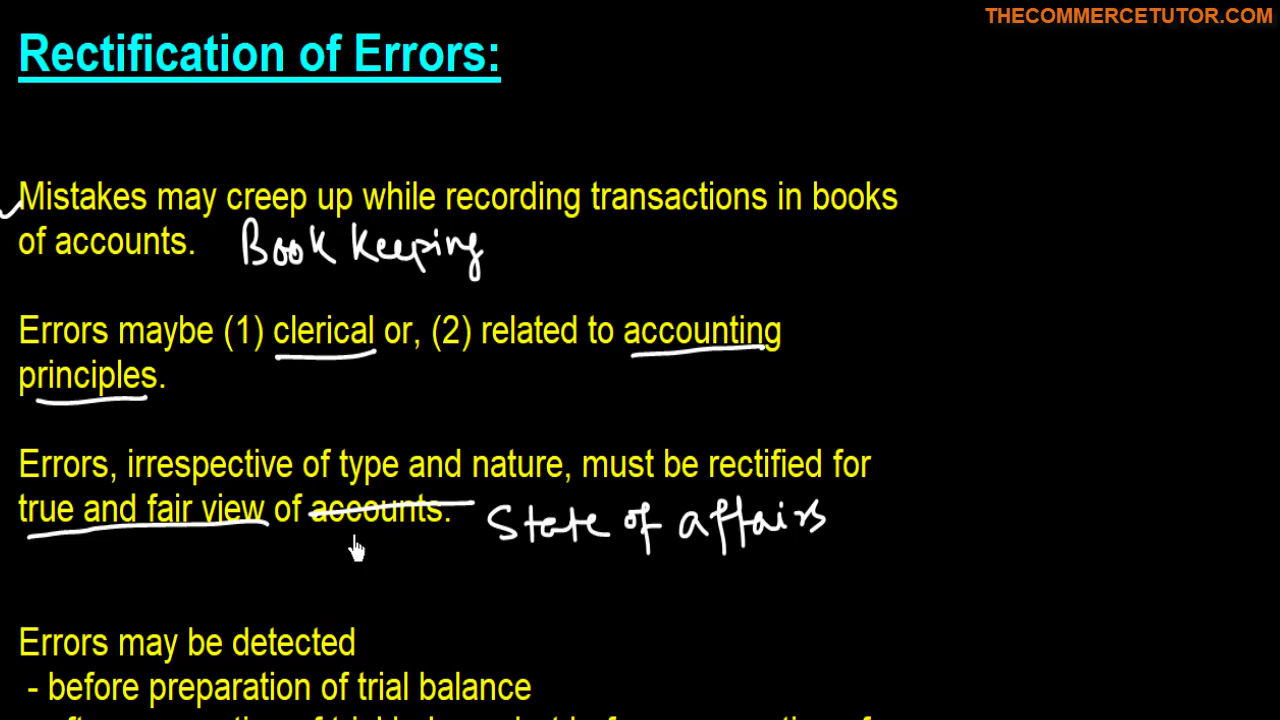 THECOMMERCETUTOR.COM
Rectification of Errors:
Mistakes may creep up while recording transactions in books
of accounts. Book keeping
Errors maybe (1) clerical or, (2) related to accounting
principles.
Errors, irrespective of type and nature, must be rectified for
true and fair view of accounts. State of affairs
Errors may be detected
- before preparation of trial balance